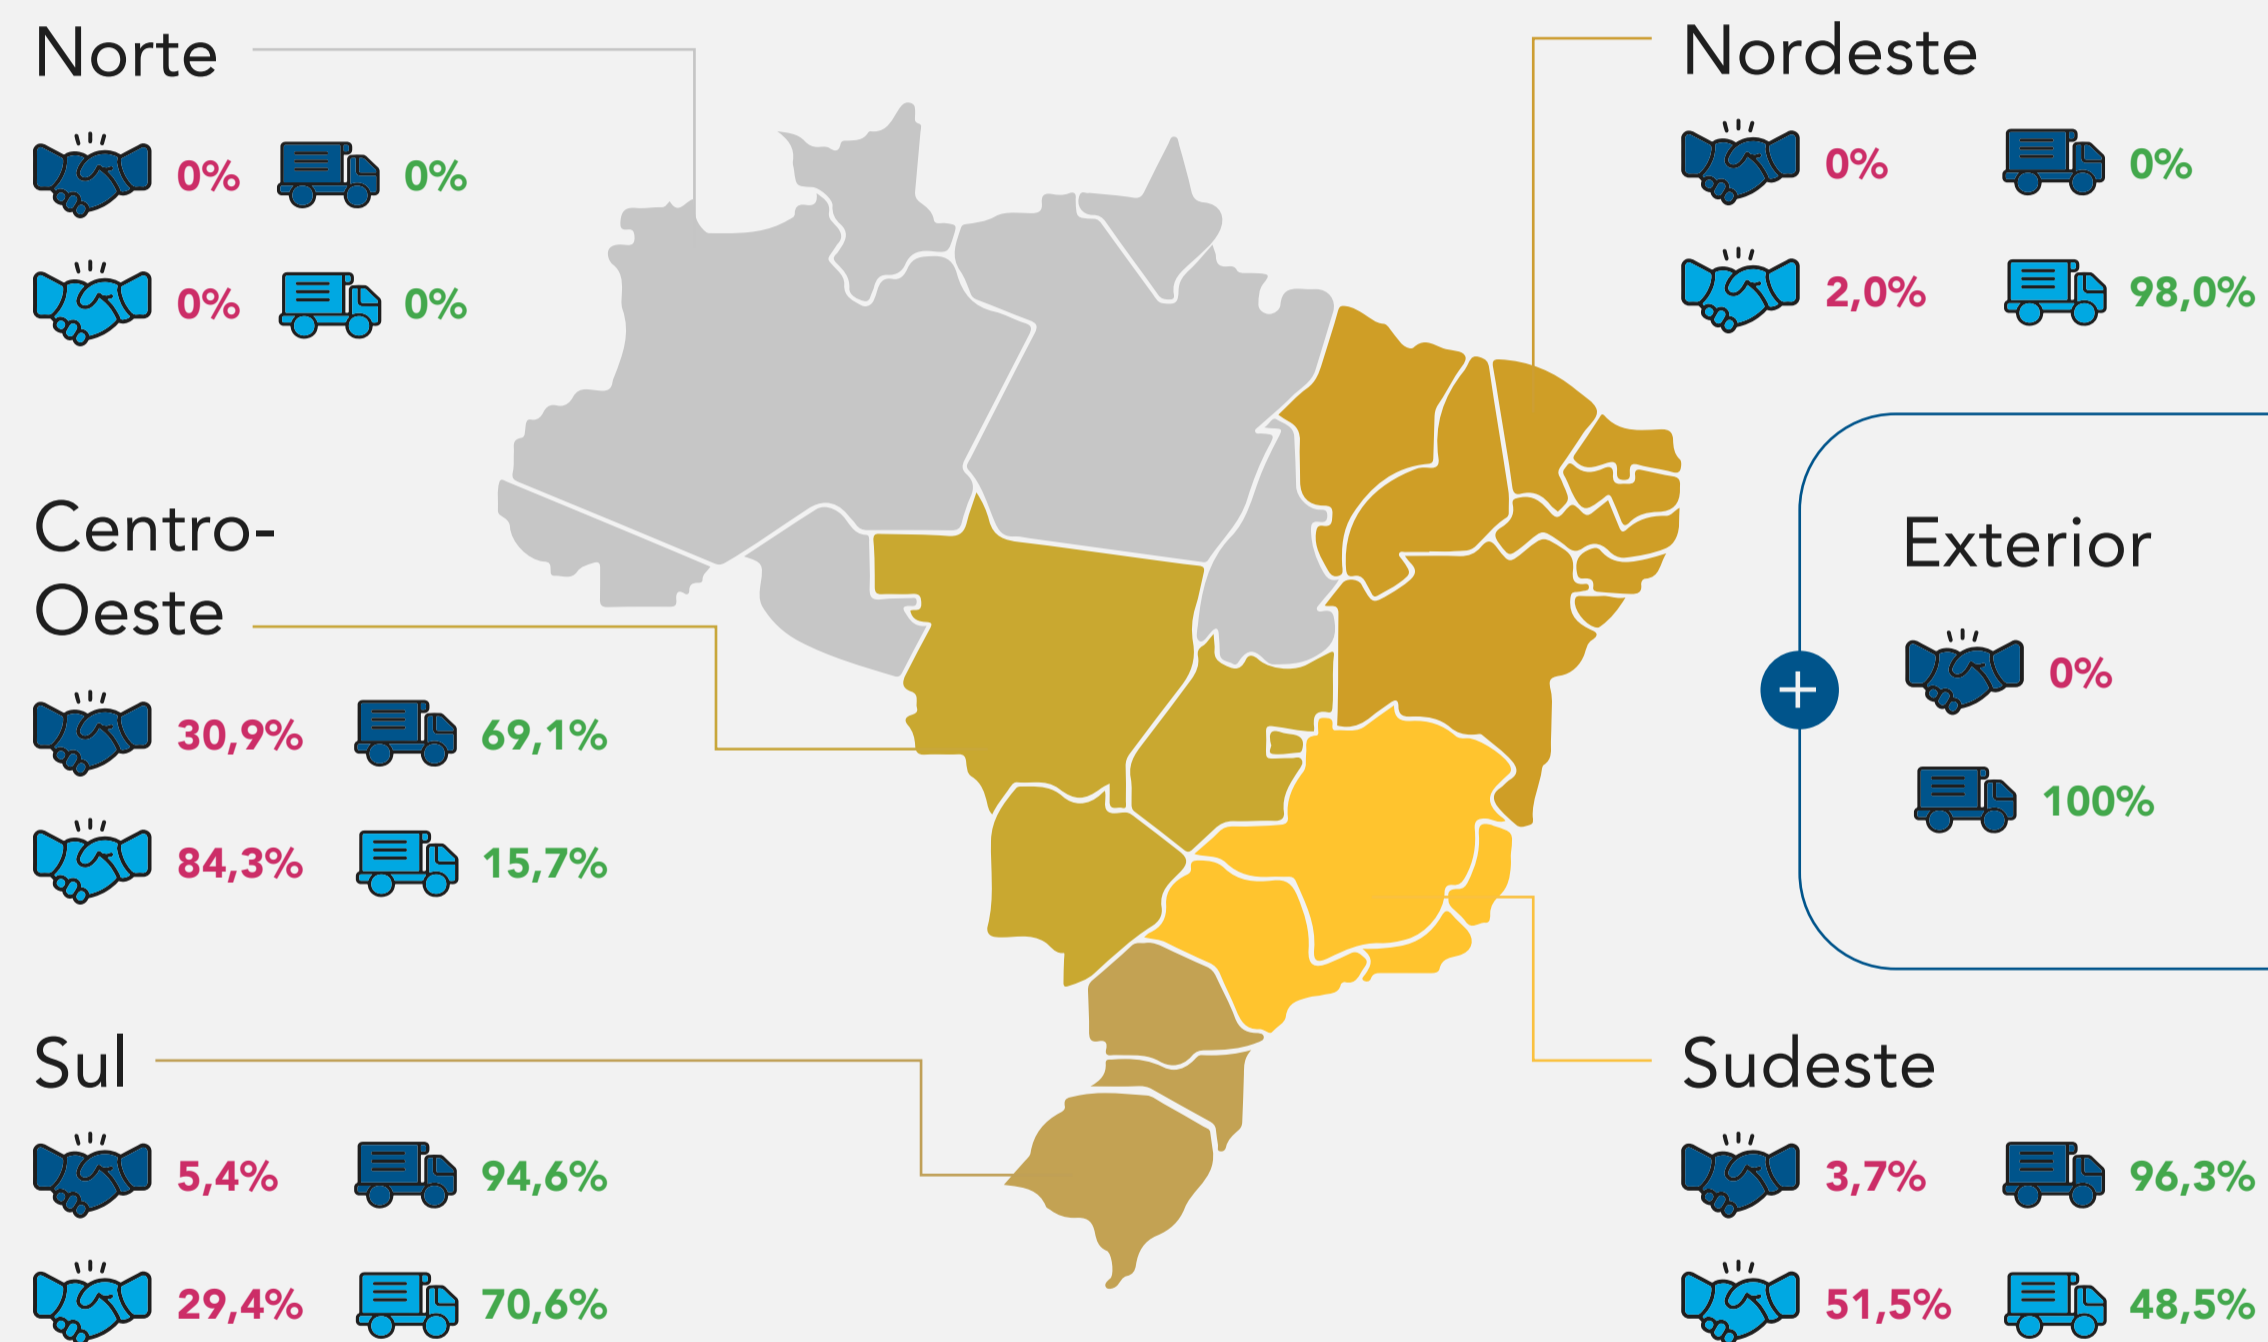 Norte
0% 0%
0% 0%
Nordeste
0% 0%
2,0% 98,0%
Centro-
Oeste
30,9% 69,1%
84,3% 15,7%
+
Exterior
0%
100%
Sul
5,4% 94,6%
29,4% 70,6%
Sudeste
3,7% 96,3%
51,5% 48,5%